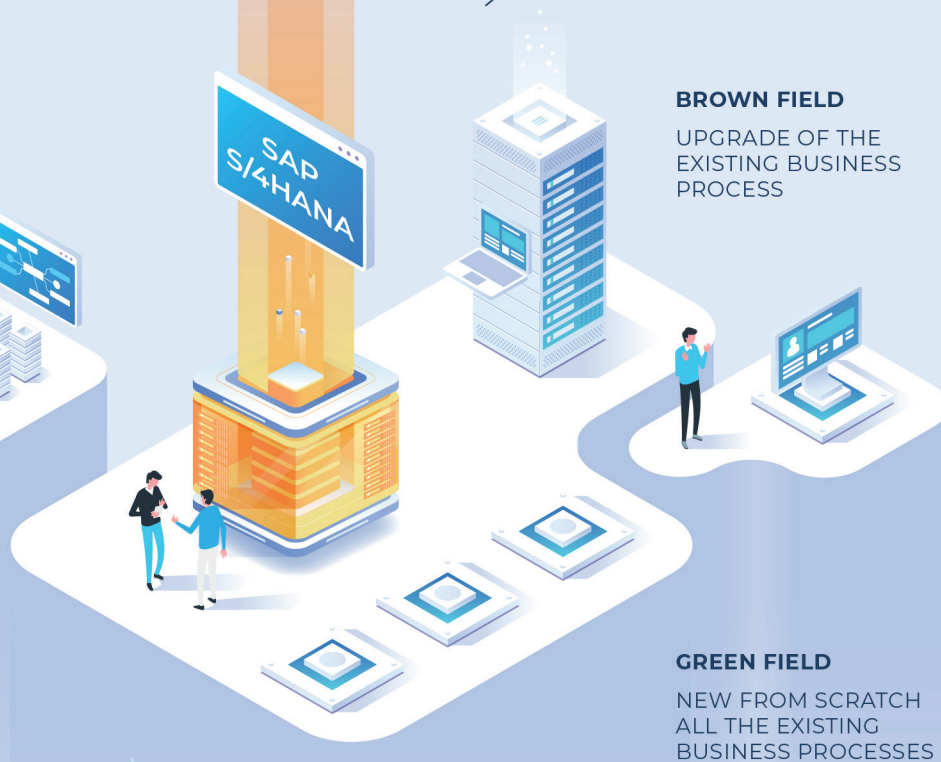 SAP
S/4HANA
BROWN FIELD
UPGRADE OF THE
EXISTING BUSINESS
PROCESS
GREEN FIELD
NEW FROM SCRATCH
ALL THE EXISTING
BUSINESS PROCESSES